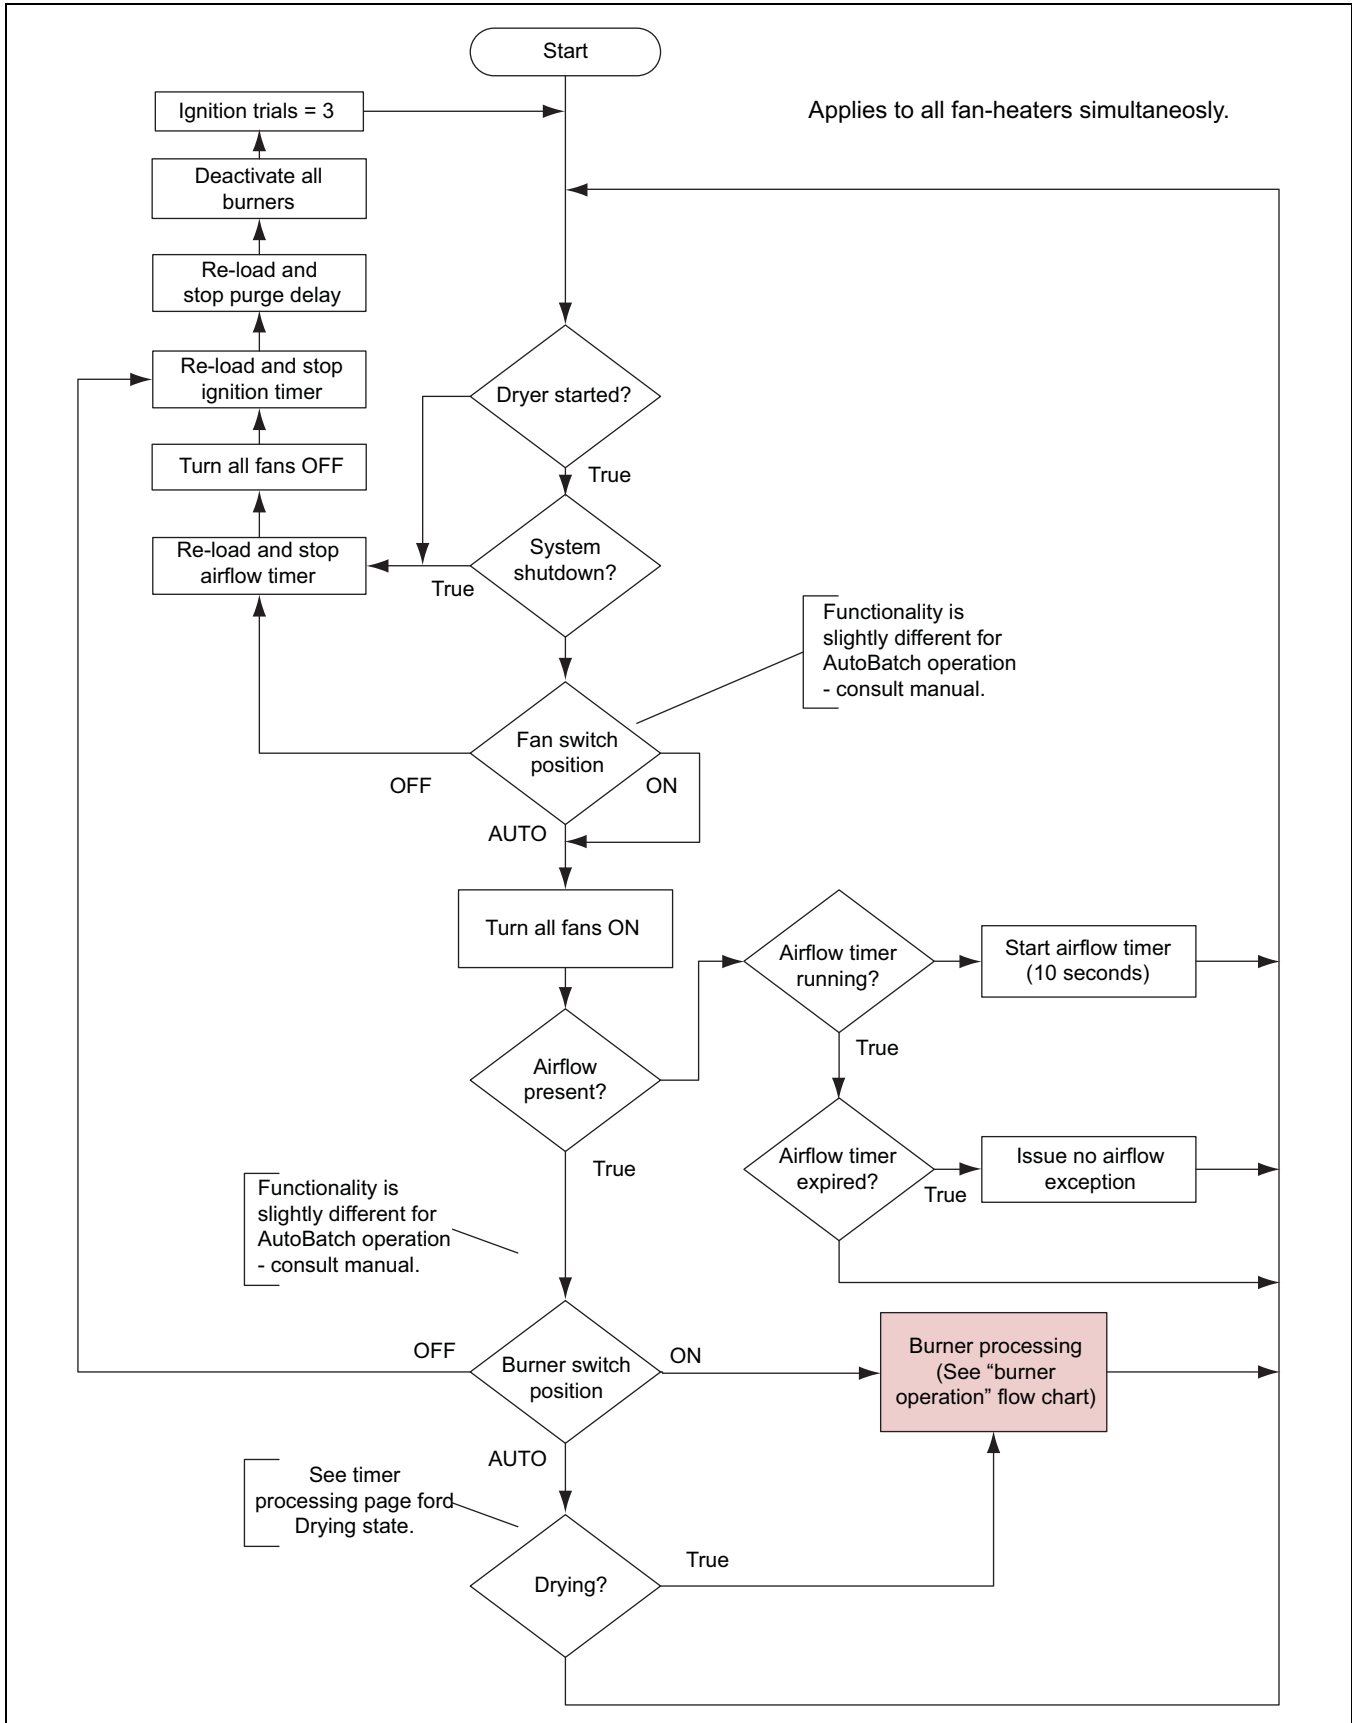 Start
Ignition trials = 3
Applies to all fan-heaters simultaneosly.
Deactivate all
burners
Re-load and
stop purge delay
Re-load and stop
ignition timer
Dryer started?
Turn all fans OFF
True
Re-load and stop
airflow timer
System
shutdown?
True
Functionality is
slightly different for
AutoBatch operation
- consult manual.
Fan switch
position
OFF
ON
AUTO
Turn all fans ON
Airflow timer
running?
Start airflow timer
(10 seconds)
True
Airflow
present?
True
Airflow timer
expired?
True
Issue no airflow
exception
Functionality is
slightly different for
AutoBatch operation
- consult manual.
OFF
Burner switch
position
ON
Burner processing
(See “burner
operation” flow chart)
AUTO
See timer
processing page ford
Drying state.
Drying?
True